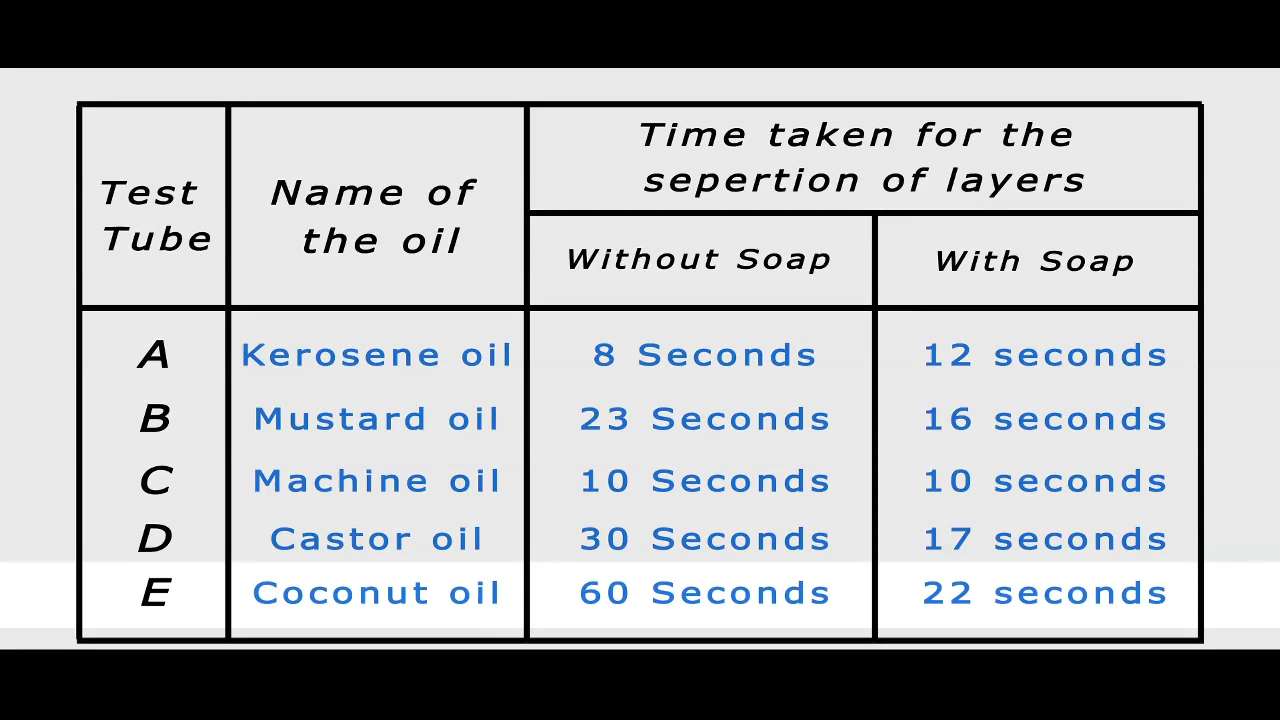 Test
Tube
Name of
the oil
Time taken for the
sepertion of layers
Without Soap
With Soap
A Kerosene oil 8 Seconds 12 seconds
B Mustard oil 23 Seconds 16 seconds
C Machine oil 10 Seconds 10 seconds
D Castor oil 30 Seconds 17 seconds
E Coconut oil 60 Seconds 22 seconds